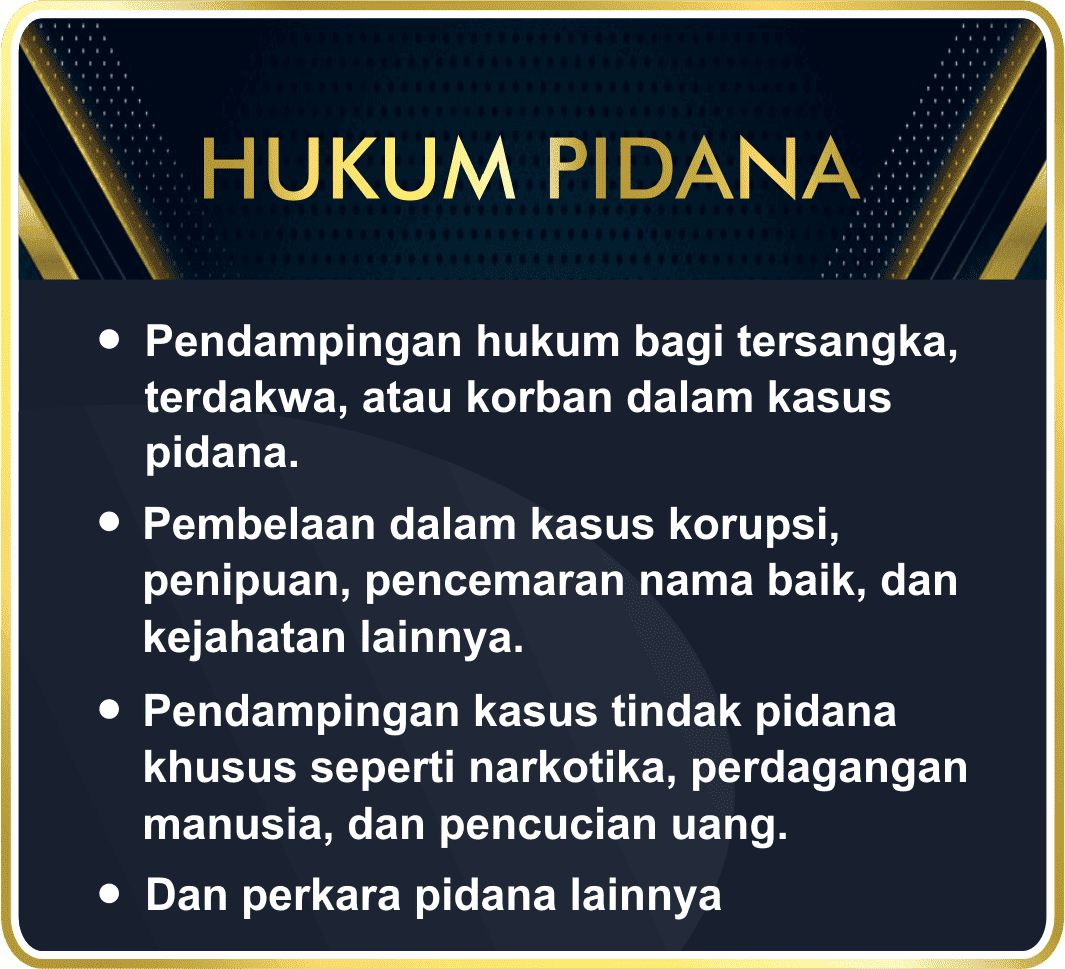 HUKUM PIDANA
• Pendampingan hukum bagi tersangka,
terdakwa, atau korban dalam kasus
pidana.
• Pembelaan dalam kasus korupsi,
penipuan, pencemaran nama baik, dan
kejahatan lainnya.
• Pendampingan kasus tindak pidana
khusus seperti narkotika, perdagangan
manusia, dan pencucian uang.
• Dan perkara pidana lainnya